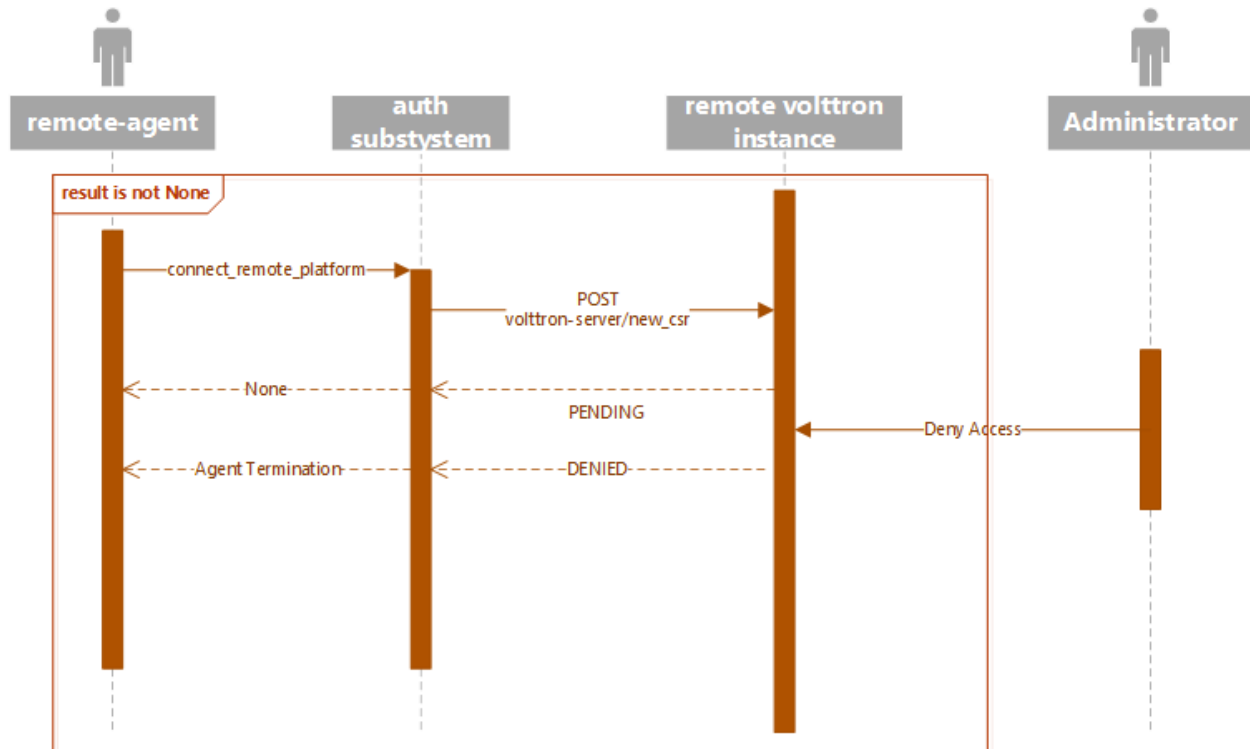 remote-agent
auth
substystem
remote volttron
instance
Administrator
result is not None
connect_remote_platform
POST
volttron-server/new_csr
None
PENDING
Deny Access
Agent Termination
DENIED